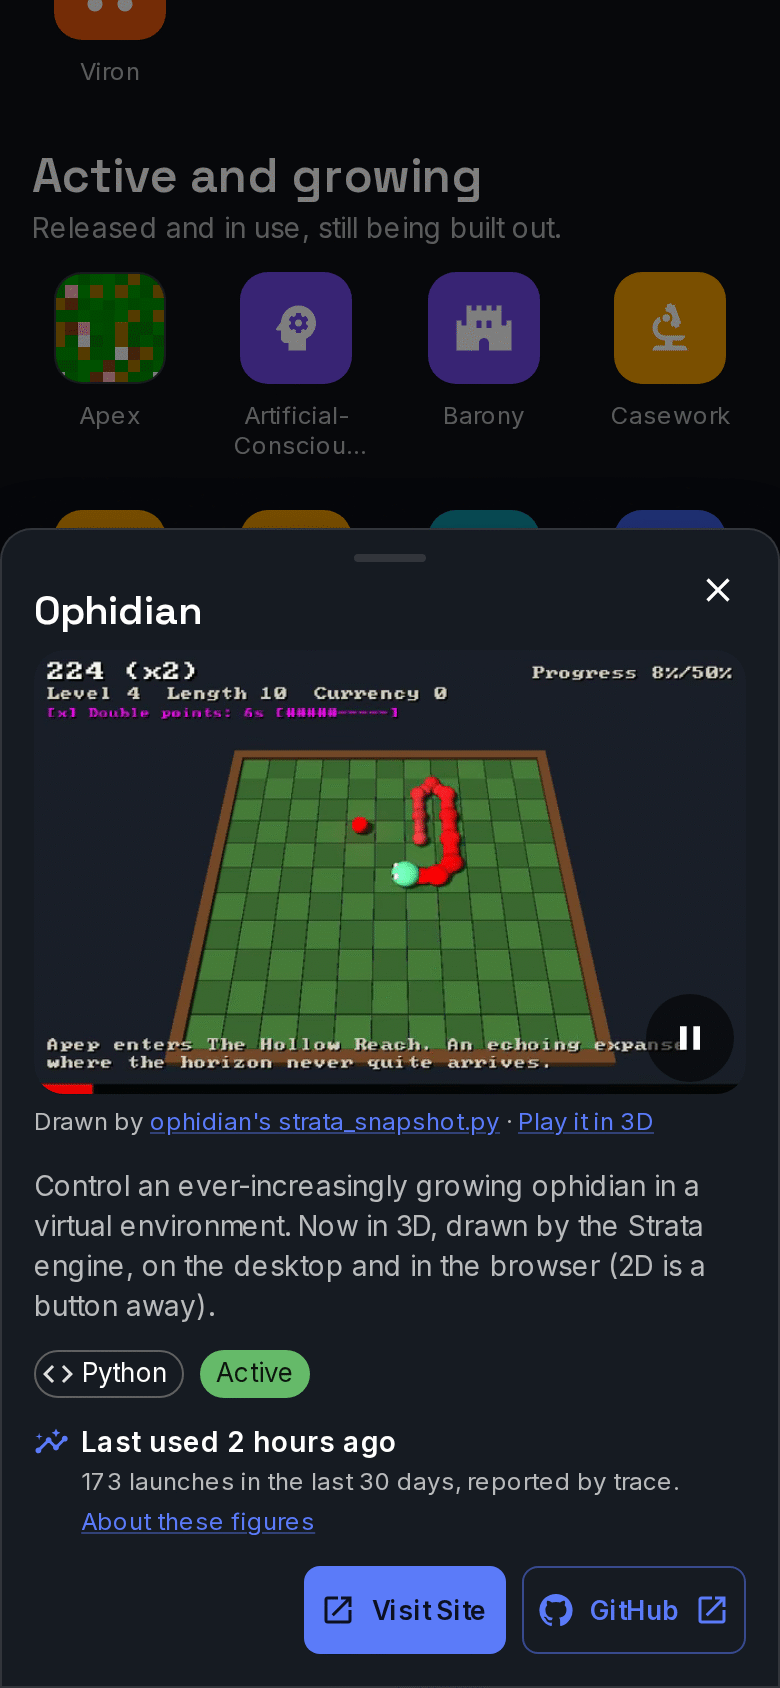 Viron
Active and growing
Released and in use, still being built out.
Apex
Artificial-
Consciou...
Barony
Casework
Ophidian
224 (x2)
Progress 8%/50%
Level 4 Length 10 Currency 0
[x] Double points: 6s [#####-----]
Apep enters The Hollow Reach. An echoing expanse
where the horizon never quite arrives.
Drawn by ophidian's strata_snapshot.py · Play it in 3D
Control an ever-increasingly growing ophidian in a
virtual environment. Now in 3D, drawn by the Strata
engine, on the desktop and in the browser (2D is a
button away).
Python
Active
Last used 2 hours ago
173 launches in the last 30 days, reported by trace.
About these figures
Visit Site
GitHub